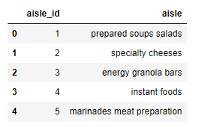 aisle_id aisle
0 1 prepared soups salads
1 2 specialty cheeses
2 3 energy granola bars
3 4 instant foods
4 5 marinades meat preparation